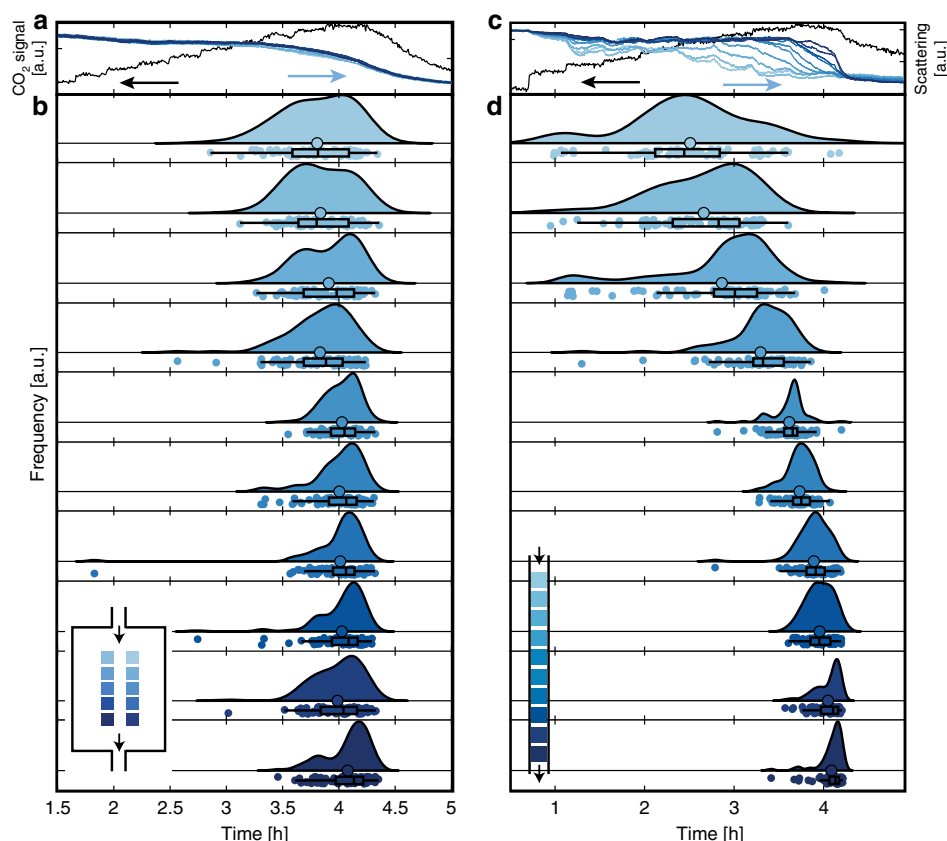 a
c
CO2 signal
[a.u.]
Scattering
[a.u.]
b
d
Frequency [a.u.]
1.5 2 2.5 3 3.5 4 4.5 5
1 2 3 4
Time [h]
Time [h]